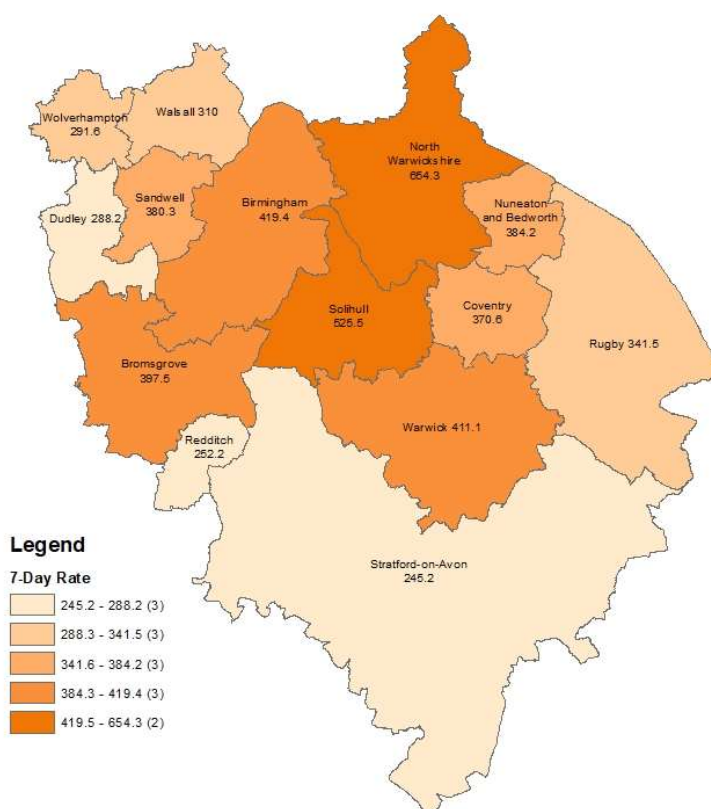 Wolverhampton
291.6
Walsall 310
North
Warwickshire
654.3
Sandwell
380.3
Birmingham
419.4
Nuneaton
and Bedworth
384.2
Dudley 288.2
Solihull
525.5
Coventry
370.6
Rugby 341.5
Bromsgrove
397.5
Warwick 411.1
Redditch
252.2
Stratford-on-Avon
245.2
Legend
7-Day Rate
245.2 - 288.2 (3)
288.3 - 341.5 (3)
341.6 - 384.2 (3)
384.3 - 419.4 (3)
419.5 - 654.3 (2)